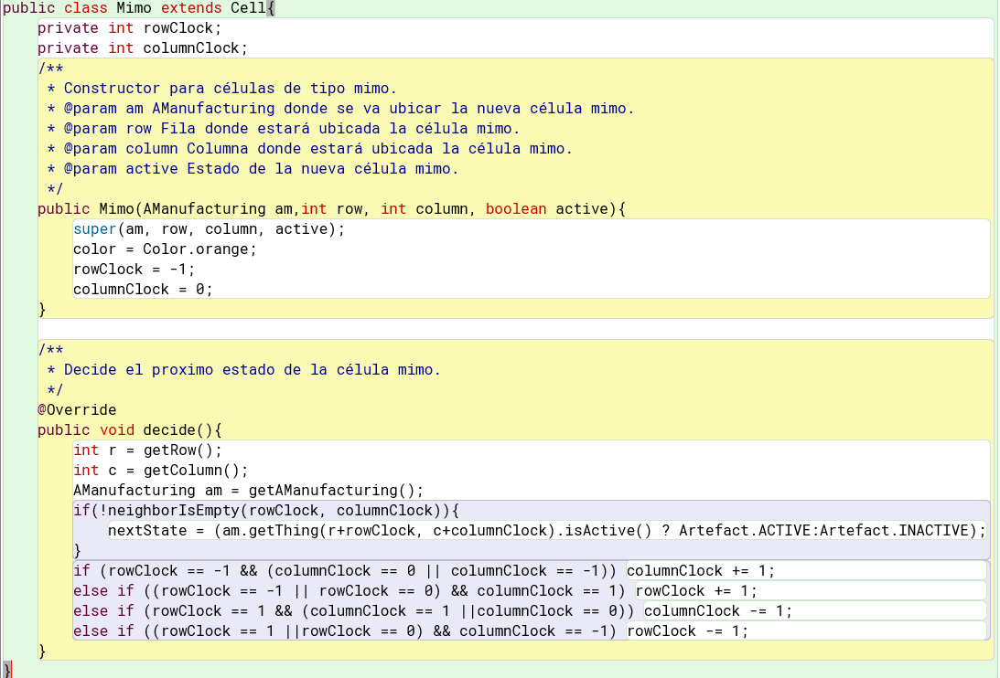 public class Mimo extends Cell{
private int rowClock;
private int columnClock;
/**
* Constructor para células de tipo mimo.
* @param am AManufacturing donde se va ubicar la nueva célula mimo.
* @param row Fila donde estará ubicada la célula mimo.
* @param column Columna donde estará ubicada la célula mimo.
* @param active Estado de la nueva célula mimo.
*/
public Mimo(AManufacturing am,int row, int column, boolean active){
super(am, row, column, active);
color = Color.orange;
rowClock = -1;
columnClock = 0;
}
/**
* Decide el proximo estado de la célula mimo.
*/
@Override
public void decide(){
int r = getRow();
int c = getColumn();
AManufacturing am = getAManufacturing();
if(!neighborIsEmpty(rowClock, columnClock)){
nextState = (am.getThing(r+rowClock, c+columnClock).isActive() ? Artefact.ACTIVE:Artefact.INACTIVE);
}
if (rowClock == -1 && (columnClock == 0 || columnClock == -1)) columnClock += 1;
else if ((rowClock == -1 || rowClock == 0) && columnClock == 1) rowClock += 1;
else if (rowClock == 1 && (columnClock == 1 ||columnClock == 0)) columnClock -= 1;
else if ((rowClock == 1 ||rowClock == 0) && columnClock == -1) rowClock -= 1;
}
}